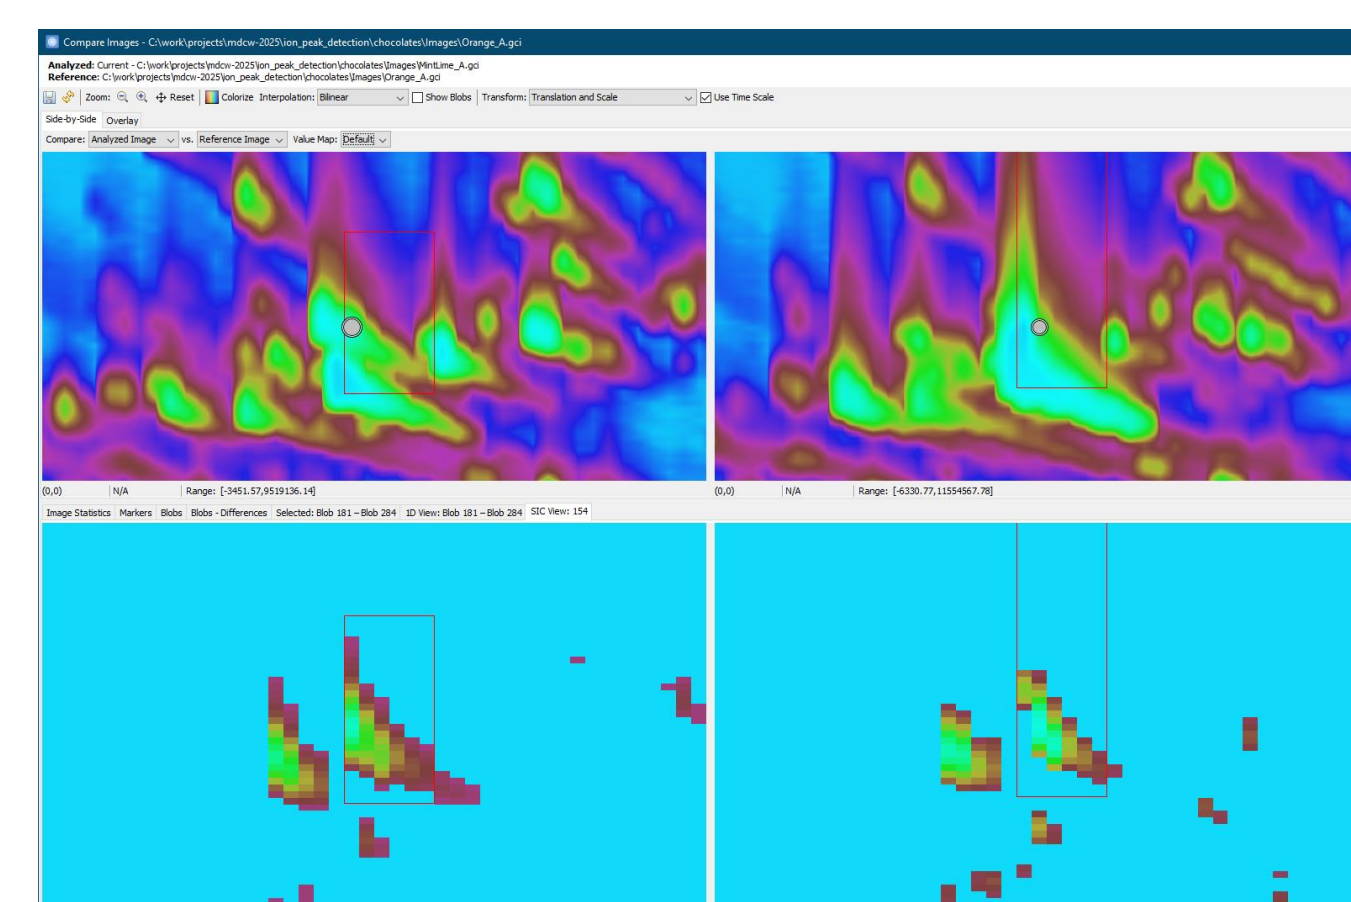 Compare Images - C:\work\projects\mdcw-2025\ion_peak_detection\chocolates\Images\Orange_A.gci
Analyzed: Current - C:\work\projects\mdcw-2025\ion_peak_detection\chocolates\Images\MintLime_A.gci
Reference: C:\work\projects\mdcw-2025\ion_peak_detection\chocolates\Images\Orange_A.gci
Zoom: Reset Colorize Interpolation: Bilinear Show Blobs Transform: Translation and Scale Use Time Scale
Side-by-Side Overlay
Compare: Analyzed Image vs. Reference Image Value Map: Default
(0,0) N/A Range: [-3451.57,9519136.14] (0,0) N/A Range: [-6330.77,11554567.78]
Image Statistics Markers Blobs Blobs - Differences Selected: Blob 181 – Blob 284 1D View: Blob 181 – Blob 284 SIC View: 154